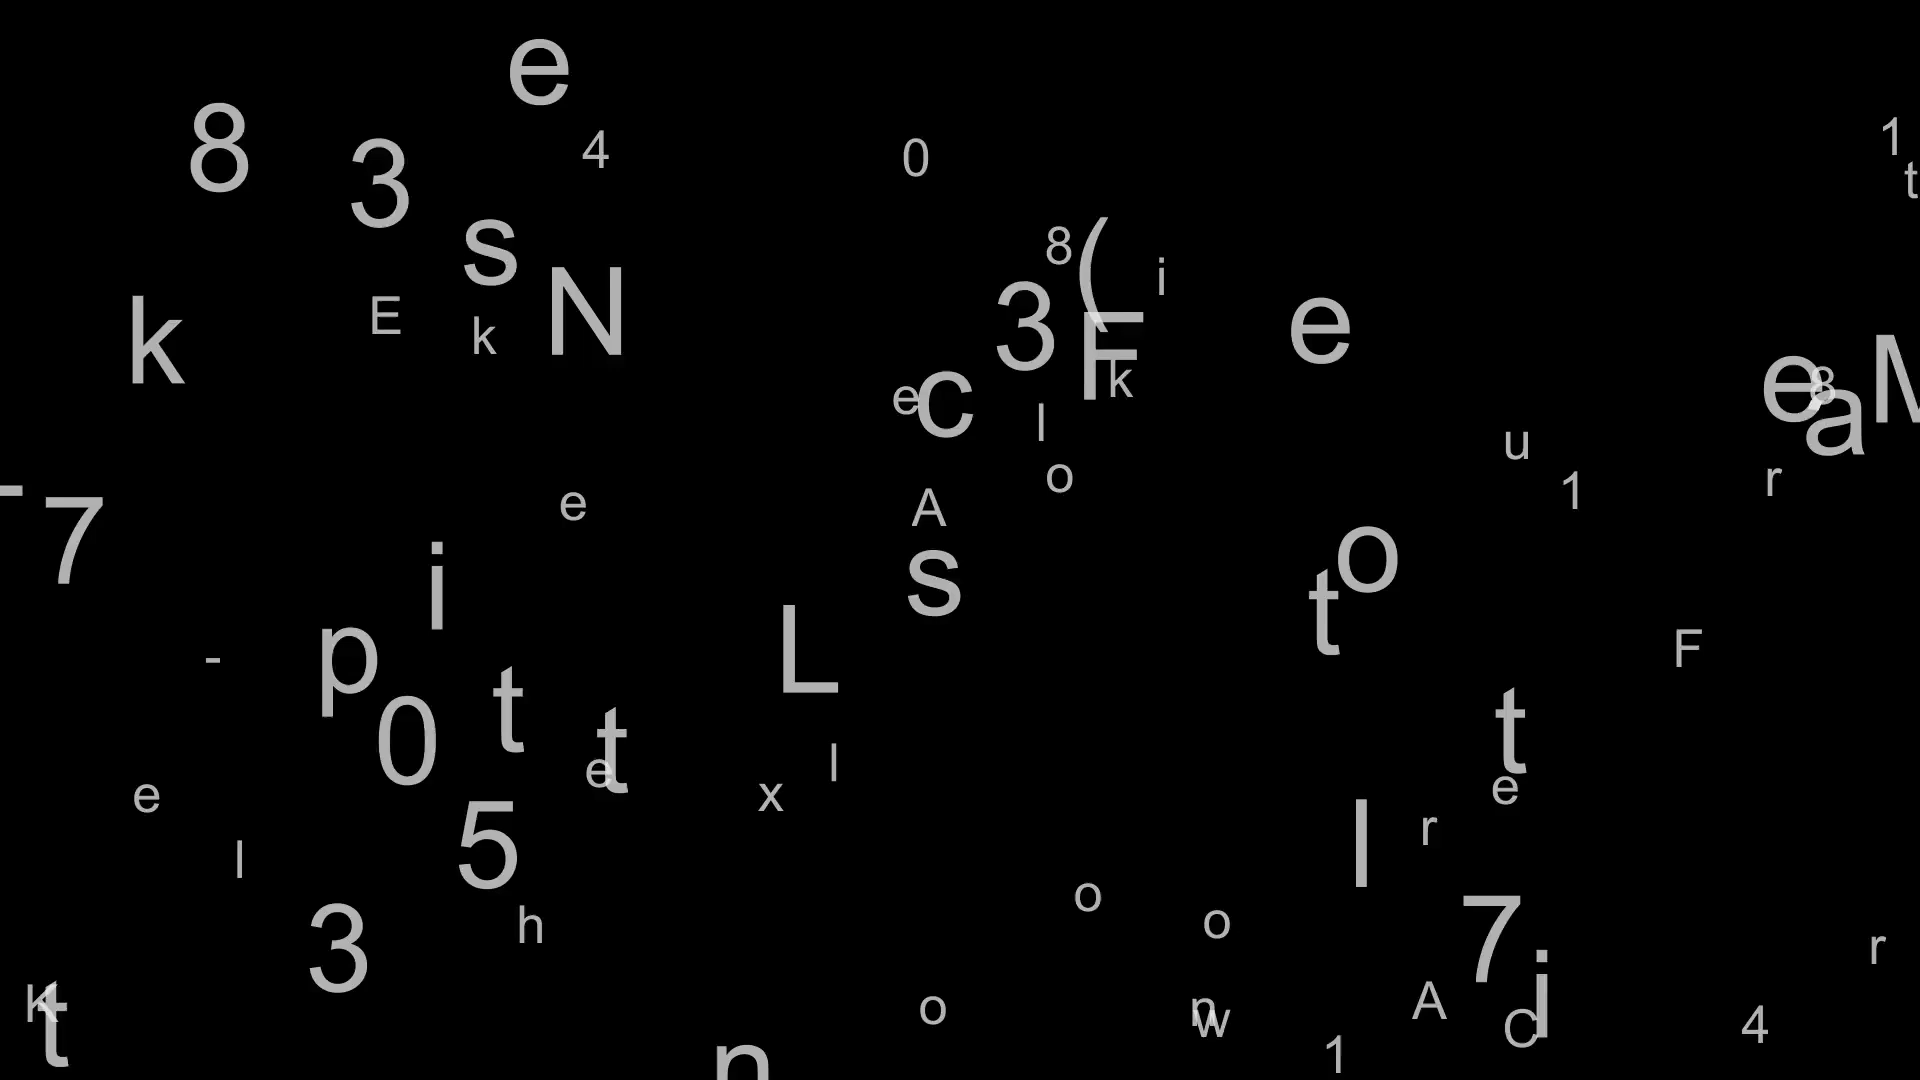 e
8 3 4 0 1
t
s 8 ( i
k E k N 3 F e
e c l k e 8 a M
u
o r
- 7 e A 1
i s t o
- p L F
0 t t t
e l
e x e
l 5 l r
3 h o o 7 r
K t o n w A C i 4
n 1